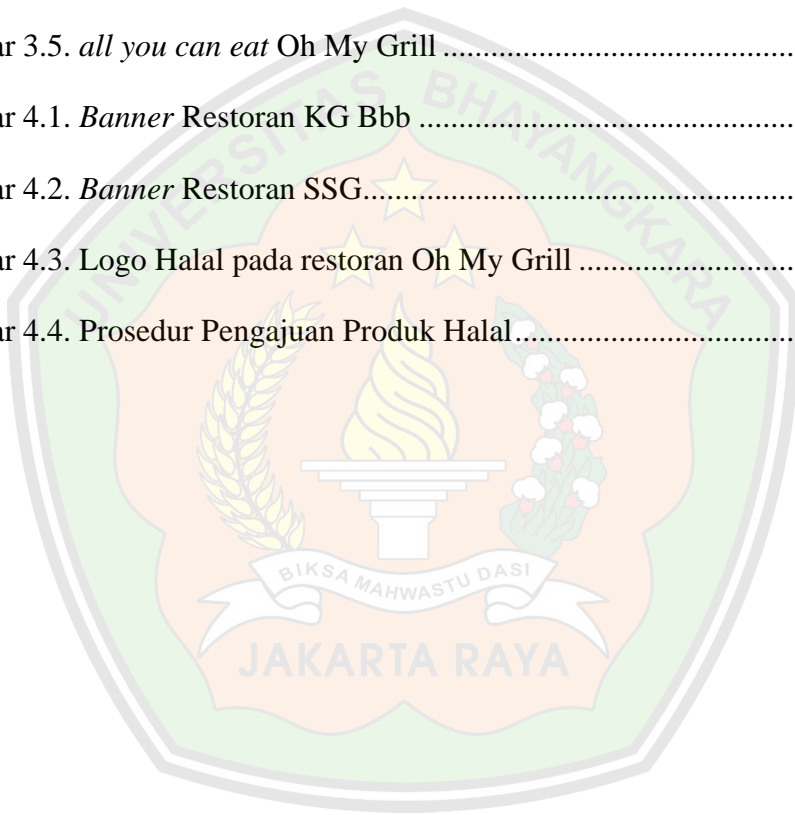 ar 3.5. all you can eat Oh My Grill ........................................
ar 4.1. Banner Restoran KG Bbb ...........................................
ar 4.2. Banner Restoran SSG.................................................
ar 4.3. Logo Halal pada restoran Oh My Grill ........................
ar 4.4. Prosedur Pengajuan Produk Halal................................
UNIVERSITAS BHAYANGKARA
BIKSA MAHWASTU DASI
JAKARTA RAYA